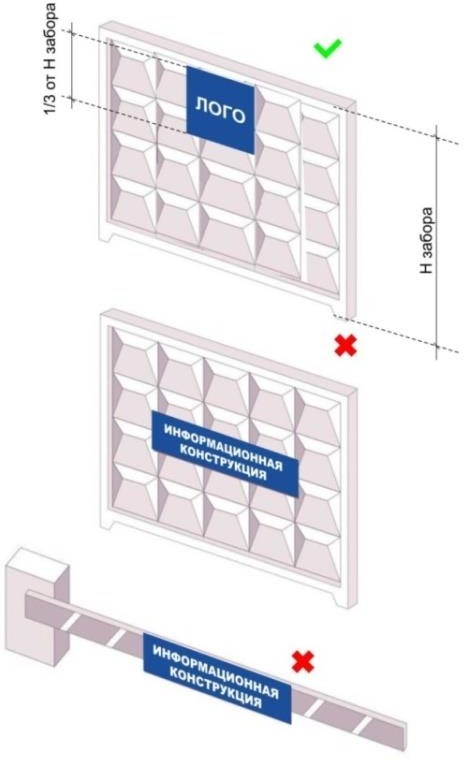 1/3 от Н забора
ЛОГО
Н забора
ИНФОРМАЦИОННАЯ
КОНСТРУКЦИЯ
ИНФОРМАЦИОННАЯ
КОНСТРУКЦИЯ